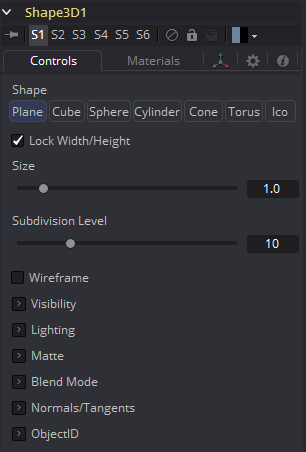 Shape3D1
S1 S2 S3 S4 S5 S6
Controls Materials
Shape
Plane Cube Sphere Cylinder Cone Torus Ico
Lock Width/Height
Size
1.0
Subdivision Level
10
Wireframe
Visibility
Lighting
Matte
Blend Mode
Normals/Tangents
ObjectID